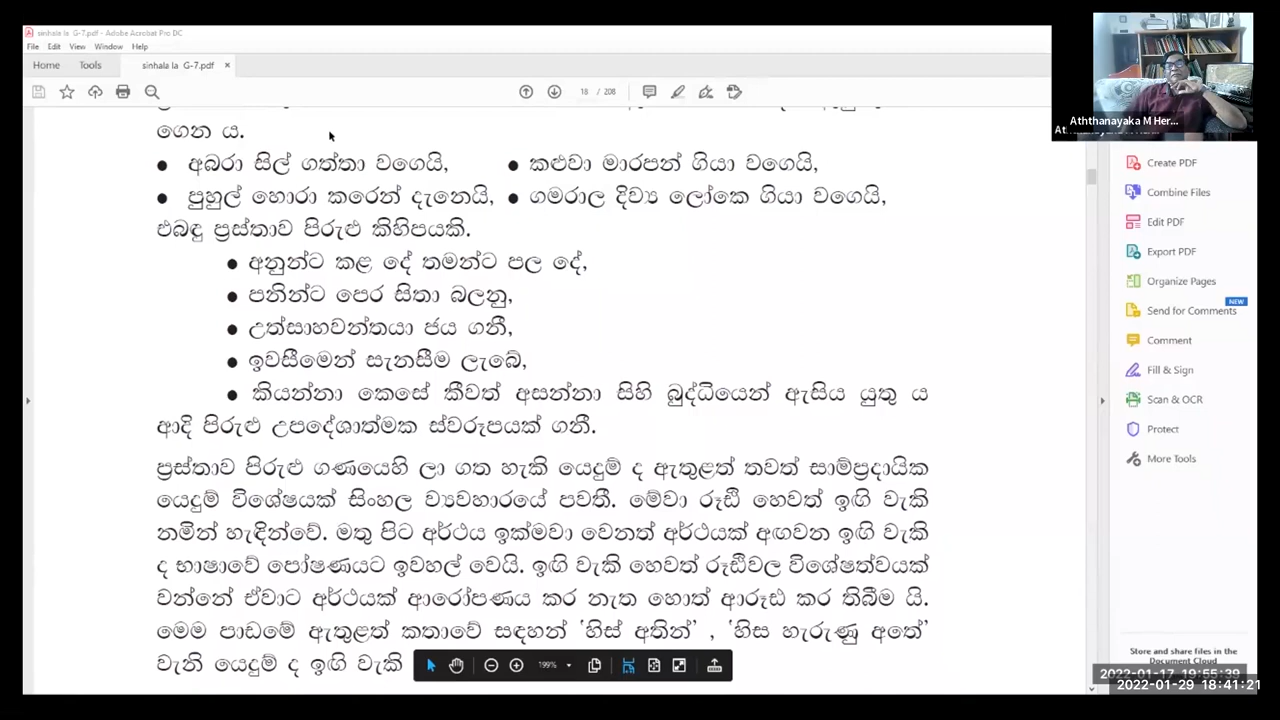 sinhala la G-7.pdf - Adobe Acrobat Pro DC
File Edit View Window Help
Home Tools sinhala la G-7.pdf ×
18 / 208
Aththanayaka M Her...
ගෙන ය.
• අබරා සිල් ගත්තා වගෙයි, • කළුවා මාරපන් ගියා වගෙයි,
• පුහුල් හොරා කරෙන් දැනෙයි, • ගමරාල දිව්‍ය ලෝකෙ ගියා වගෙයි,
එබඳු ප්‍රස්තාව පිරුළු කිහිපයකි.
• අනුන්ට කළ දේ තමන්ට පල දේ,
• පනින්ට පෙර සිතා බලනු,
• උත්සාහවන්තයා ජය ගනී,
• ඉවසීමෙන් සැනසීම ලැබේ,
• කියන්නා කෙසේ කීවත් අසන්නා සිහි බුද්ධියෙන් ඇසිය යුතු ය
ආදි පිරුළු උපදේශාත්මක ස්වරූපයක් ගනී.
ප්‍රස්තාව පිරුළු ගණයෙහි ලා ගත හැකි යෙදුම් ද ඇතුළත් තවත් සාම්ප්‍රදායික
යෙදුම් විශේෂයක් සිංහල ව්‍යවහාරයේ පවතී. මේවා රූඪි හෙවත් ඉඟි වැකි
නමින් හැඳින්වේ. මතු පිට අර්ථය ඉක්මවා වෙනත් අර්ථයක් අඟවන ඉඟි වැකි
ද භාෂාවේ පෝෂණයට ඉවහල් වෙයි. ඉඟි වැකි හෙවත් රූඪිවල විශේෂත්වයක්
වන්නේ ඒවාට අර්ථයක් ආරෝපණය කර නැත හොත් ආරූඪ කර තිබීම යි.
මෙම පාඩමේ ඇතුළත් කතාවේ සඳහන් ‘හිස් අතින්’ , ‘හිස හැරුණු අතේ’
වැනි යෙදුම් ද ඉඟි වැකි
199%
Create PDF
Combine Files
Edit PDF
Export PDF
Organize Pages
NEW
Send for Comments
Comment
Fill & Sign
Scan & OCR
Protect
More Tools
Store and share files in the
Document Cloud
2022-01-17 19:55:39
2022-01-29 18:41:21